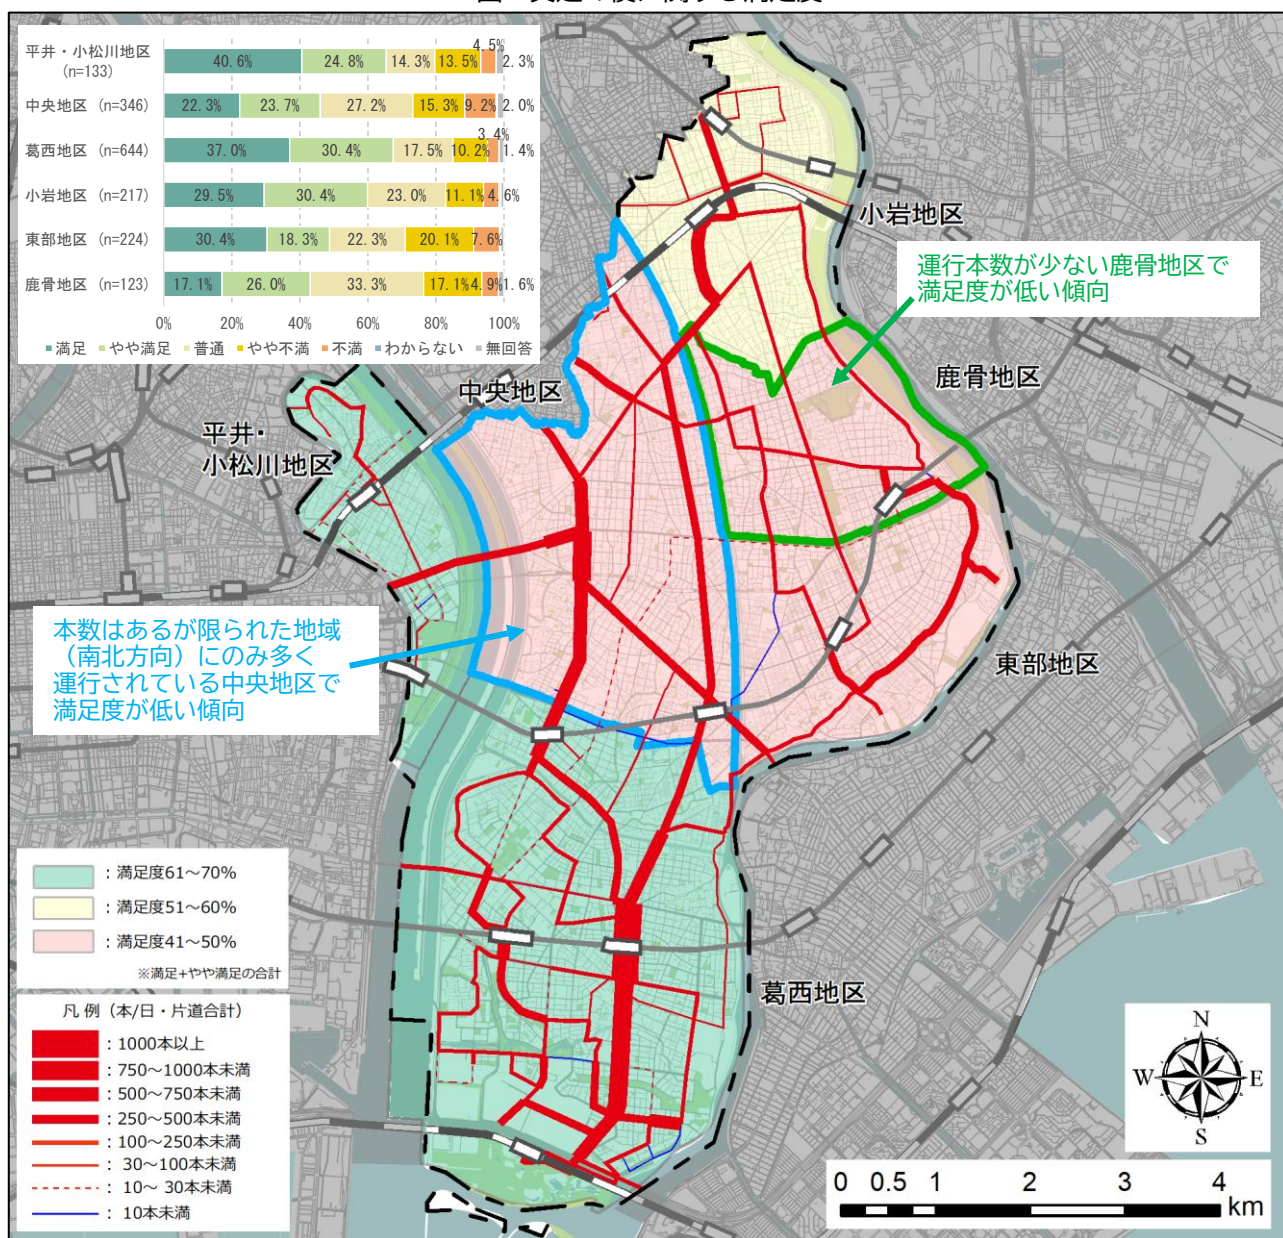 平井・小松川地区
(n=133)
40.6%
24.8%
14.3%
13.5%
4.5%
2.3%
中央地区 (n=346)
22.3%
23.7%
27.2%
15.3%
9.2%
2.0%
葛西地区 (n=644)
37.0%
30.4%
17.5%
10.2%
3.4%
1.4%
小岩地区 (n=217)
29.5%
30.4%
23.0%
11.1%
4.6%
東部地区 (n=224)
30.4%
18.3%
22.3%
20.1%
7.6%
鹿骨地区 (n=123)
17.1%
26.0%
33.3%
17.1%
4.9%
1.6%
0% 20% 40% 60% 80% 100%
満足 やや満足 普通 やや不満 不満 わからない 無回答
小岩地区
運行本数が少ない鹿骨地区で
満足度が低い傾向
鹿骨地区
中央地区
平井・
小松川地区
本数はあるが限られた地域
（南北方向）にのみ多く
運行されている中央地区で
満足度が低い傾向
東部地区
葛西地区
：満足度61～70%
：満足度51～60%
：満足度41～50%
※満足+やや満足の合計
凡 例（本/日・片道合計）
：1000本以上
：750～1000本未満
：500～750本未満
：250～500本未満
：100～250本未満
：30～100本未満
：10～ 30本未満
： 10本未満
N
W E
S
0 0.5 1 2 3 4
km